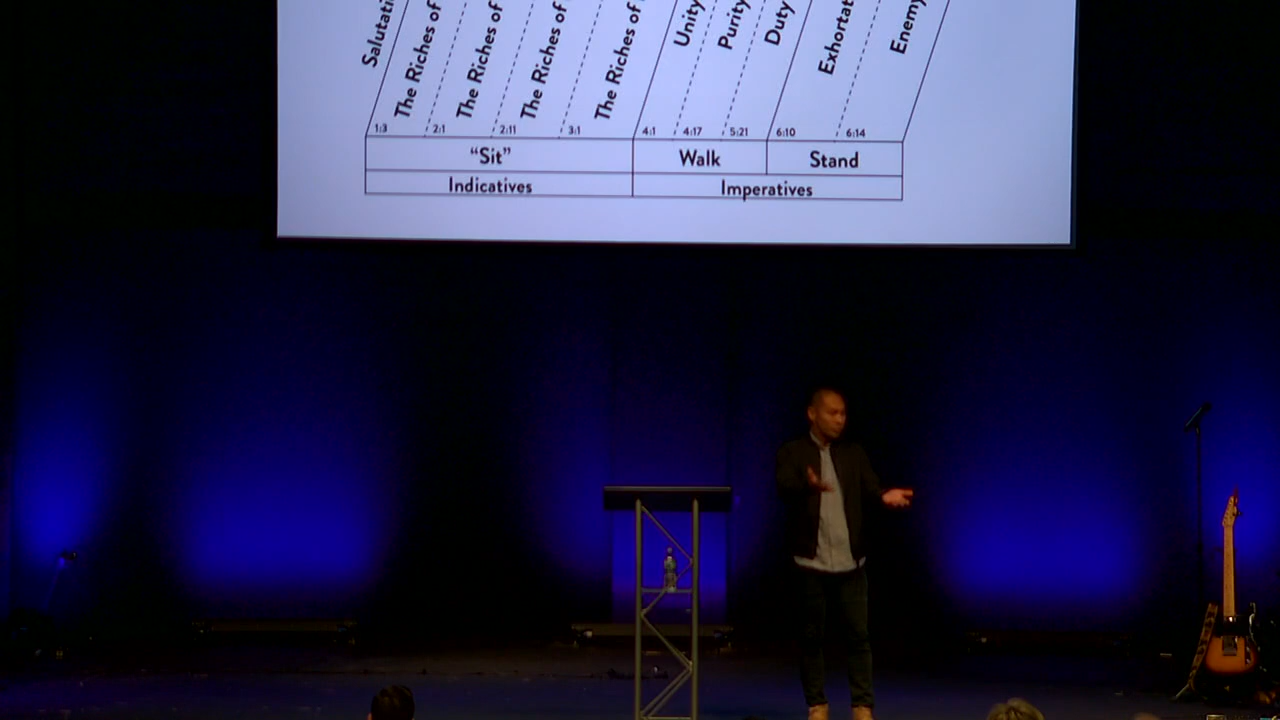 Salutati
The Riches of
The Riches of
The Riches of
The Riches of
Unity
Purity
Duty
Exhortat
Enemy
1:3 2:1 2:11 3:1 4:1 4:17 5:21 6:10 6:14
“Sit” Walk Stand
Indicatives Imperatives